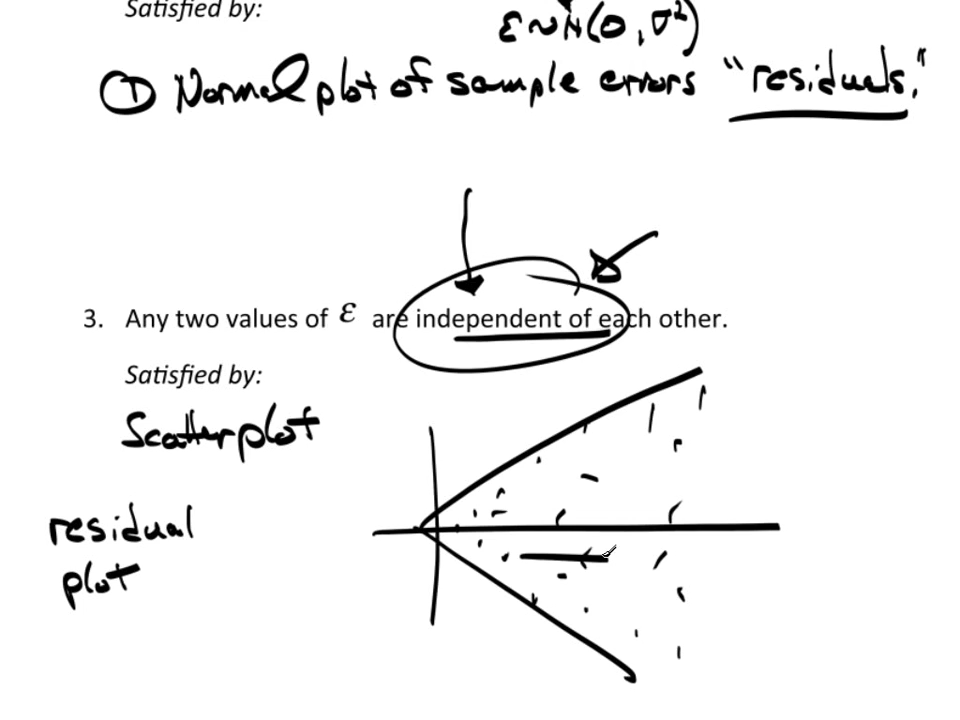 Satisfied by:
ε ~ N(0, σ²)
① Normal plot of sample errors "residuals."
3. Any two values of ε are independent of each other.
Satisfied by:
Scatterplot
residual
plot